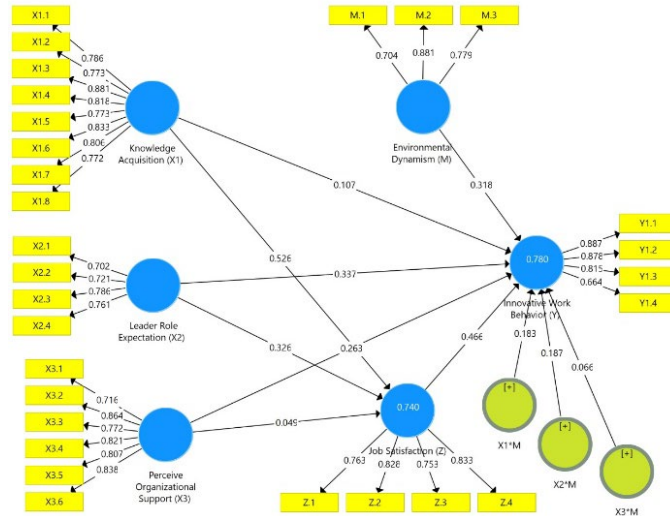 X1.1
X1.2
X1.3
X1.4
X1.5
X1.6
X1.7
X1.8
0.786
0.773
0.881
0.818
0.773
0.833
0.806
0.772
Knowledge
Acquisition (X1)
M.1
M.2
M.3
0.704
0.881
0.779
Environmental
Dynamism (M)
0.107
0.318
0.526
X2.1
X2.2
X2.3
X2.4
0.702
0.721
0.786
0.761
Leader Role
Expectation (X2)
0.337
0.326
0.263
0.780
Innovative Work
Behavior (Y)
0.887
0.878
0.815
0.664
Y1.1
Y1.2
Y1.3
Y1.4
0.466
0.183
0.187
0.066
X3.1
X3.2
X3.3
X3.4
X3.5
X3.6
0.716
0.864
0.772
0.821
0.807
0.838
Perceive
Organizational
Support (X3)
0.049
0.740
Job Satisfaction (Z)
0.763
0.828
0.753
0.833
Z.1
Z.2
Z.3
Z.4
[+]
X1*M
[+]
X2*M
[+]
X3*M